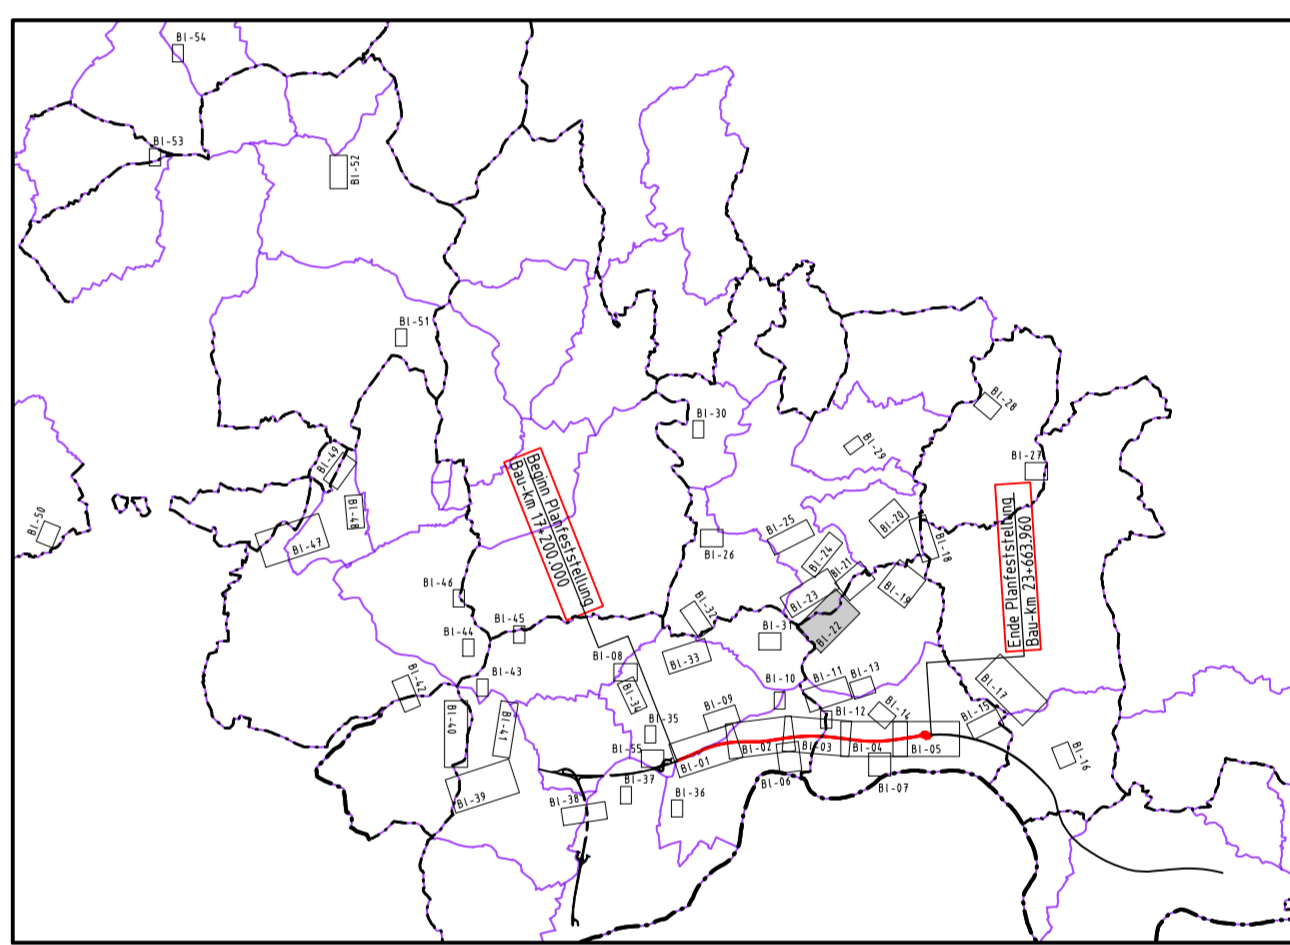 Bl-54
Bl-53
Bl-52
Bl-51
Bl-50
Bl-49
Bl-48
Bl-47
Bl-30
Bl-28
Bl-29
Bl-27
Beginn Planfeststellung
Bau-km 17+200.000
Ende Planfeststellung
Bau-Km 23+663.960
Bl-26
Bl-25
Bl-24
Bl-20
Bl-18
Bl-21
Bl-19
Bl-23
Bl-22
Bl-46
Bl-45
Bl-44
Bl-43
Bl-42
Bl-40
Bl-41
Bl-39
Bl-38
Bl-32
Bl-31
Bl-33
Bl-08
Bl-34
Bl-35
Bl-55
Bl-37
Bl-36
Bl-09
Bl-10
Bl-11
Bl-13
Bl-12
Bl-14
Bl-15
Bl-17
Bl-16
Bl-01
Bl-02
Bl-03
Bl-04
Bl-05
Bl-06
Bl-07